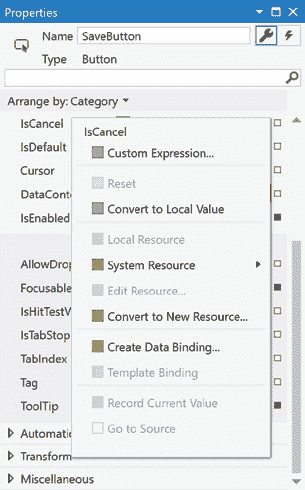 Properties
Name SaveButton
Type Button
Arrange by: Category
IsCancel
IsCancel
IsDefault
Custom Expression...
Cursor
Reset
DataConte
Convert to Local Value
IsEnabled
Local Resource
AllowDrop
System Resource
Focusable
Edit Resource...
IsHitTestV
Convert to New Resource...
IsTabStop
TabIndex
Create Data Binding...
Tag
Template Binding
ToolTip
Record Current Value
Automatio
Go to Source
Transform
Miscellaneous